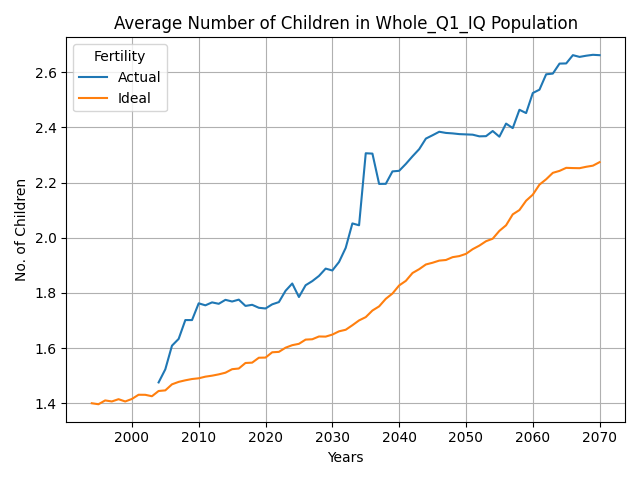 Average Number of Children in Whole_Q1_IQ Population
Fertility
Actual
Ideal
No. of Children
2.6
2.4
2.2
2.0
1.8
1.6
1.4
2000 2010 2020 2030 2040 2050 2060 2070
Years